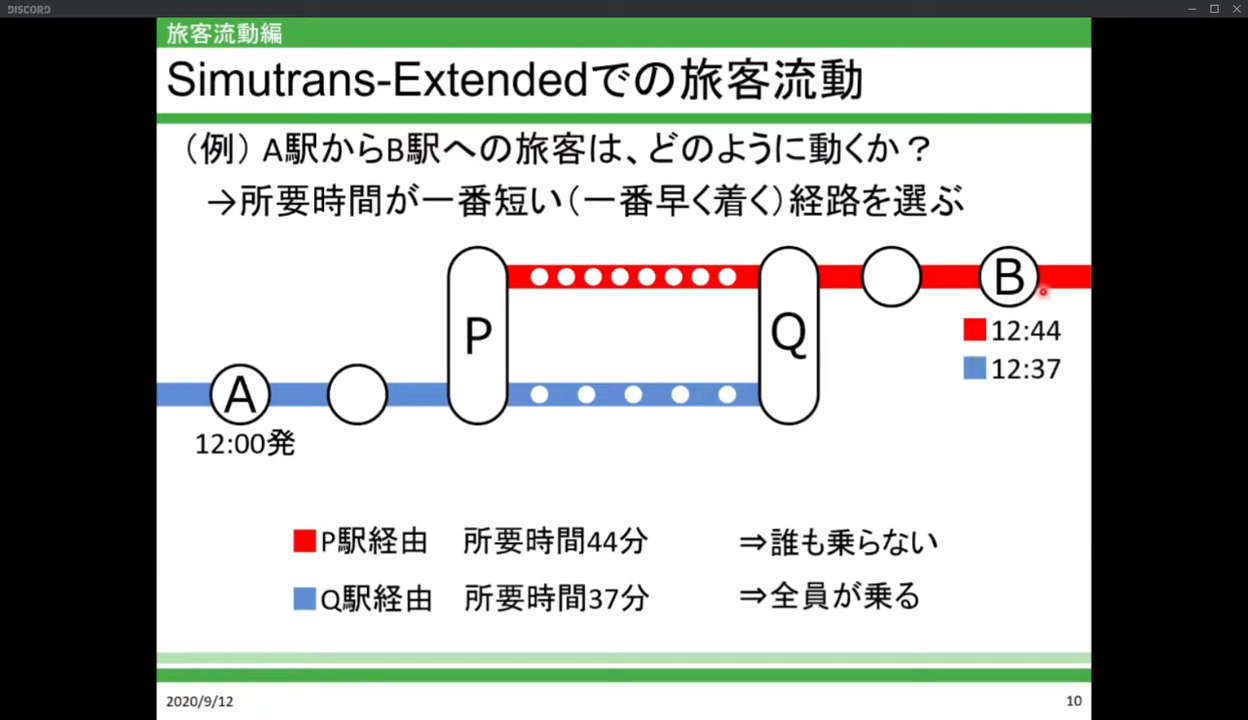 DISCORD
旅客流動編
Simutrans-Extendedでの旅客流動
（例）A駅からB駅への旅客は、どのように動くか？
→所要時間が一番短い（一番早く着く）経路を選ぶ
P
Q
B
12:44
12:37
A
12:00発
P駅経由 所要時間44分 ⇒誰も乗らない
Q駅経由 所要時間37分 ⇒全員が乗る
2020/9/12
10